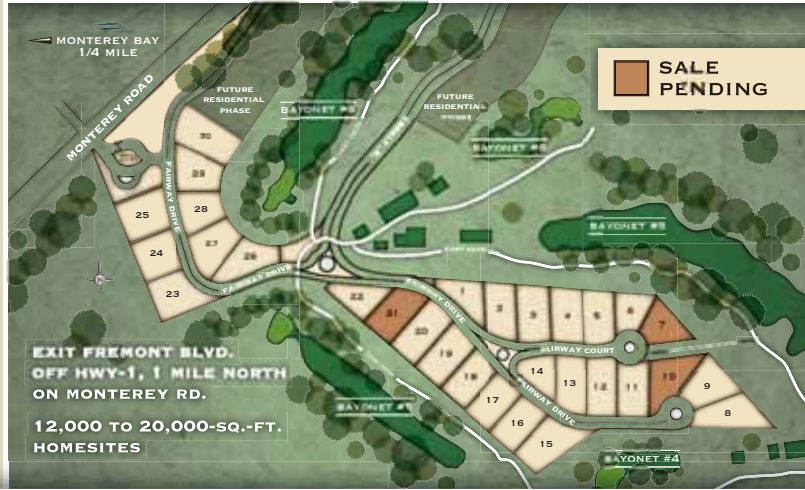 MONTEREY BAY
1/4 MILE
MONTEREY ROAD
FUTURE
RESIDENTIAL
PHASE
FUTURE
RESIDENTIAL
SALE
PENDING
BAYONET #9
BAYONET #5
FAIRWAY DRIVE
30
29
28
27
26
25
24
23
FAIRWAY DRIVE
FAIRWAY DRIVE
22
21
20
19
18
17
16
15
1
2
3
4
5
6
7
FAIRWAY COURT
14
13
12
11
10
9
8
FAIRWAY DRIVE
EXIT FREMONT BLVD.
OFF HWY-1, 1 MILE NORTH
ON MONTEREY RD.
12,000 TO 20,000-SQ.-FT.
HOMESITES
BAYONET
BAYONET #4